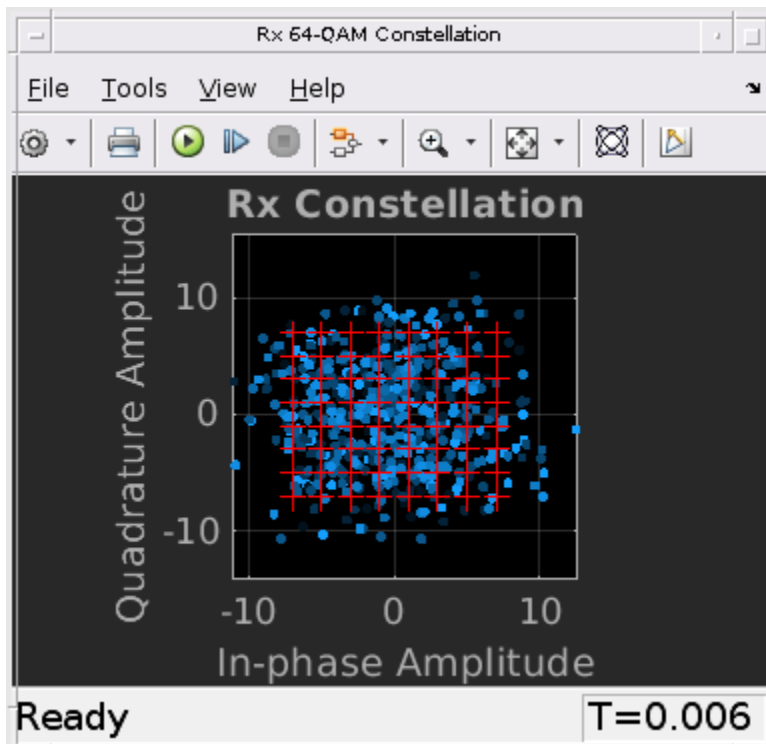 Rx 64-QAM Constellation
File Tools View Help
Rx Constellation
Quadrature Amplitude
10
0
-10
-10 0 10
In-phase Amplitude
Ready T=0.006